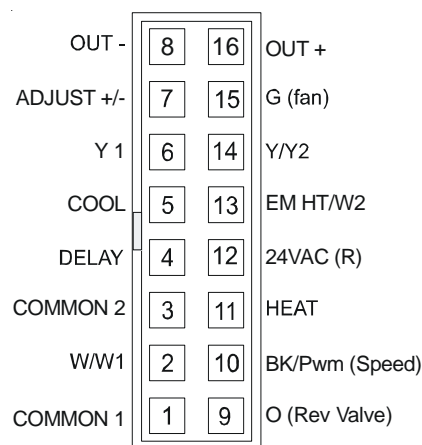 OUT - 8 16 OUT +
ADJUST +/- 7 15 G (fan)
Y 1 6 14 Y/Y2
COOL 5 13 EM HT/W2
DELAY 4 12 24VAC (R)
COMMON 2 3 11 HEAT
W/W1 2 10 BK/Pwm (Speed)
COMMON 1 1 9 O (Rev Valve)